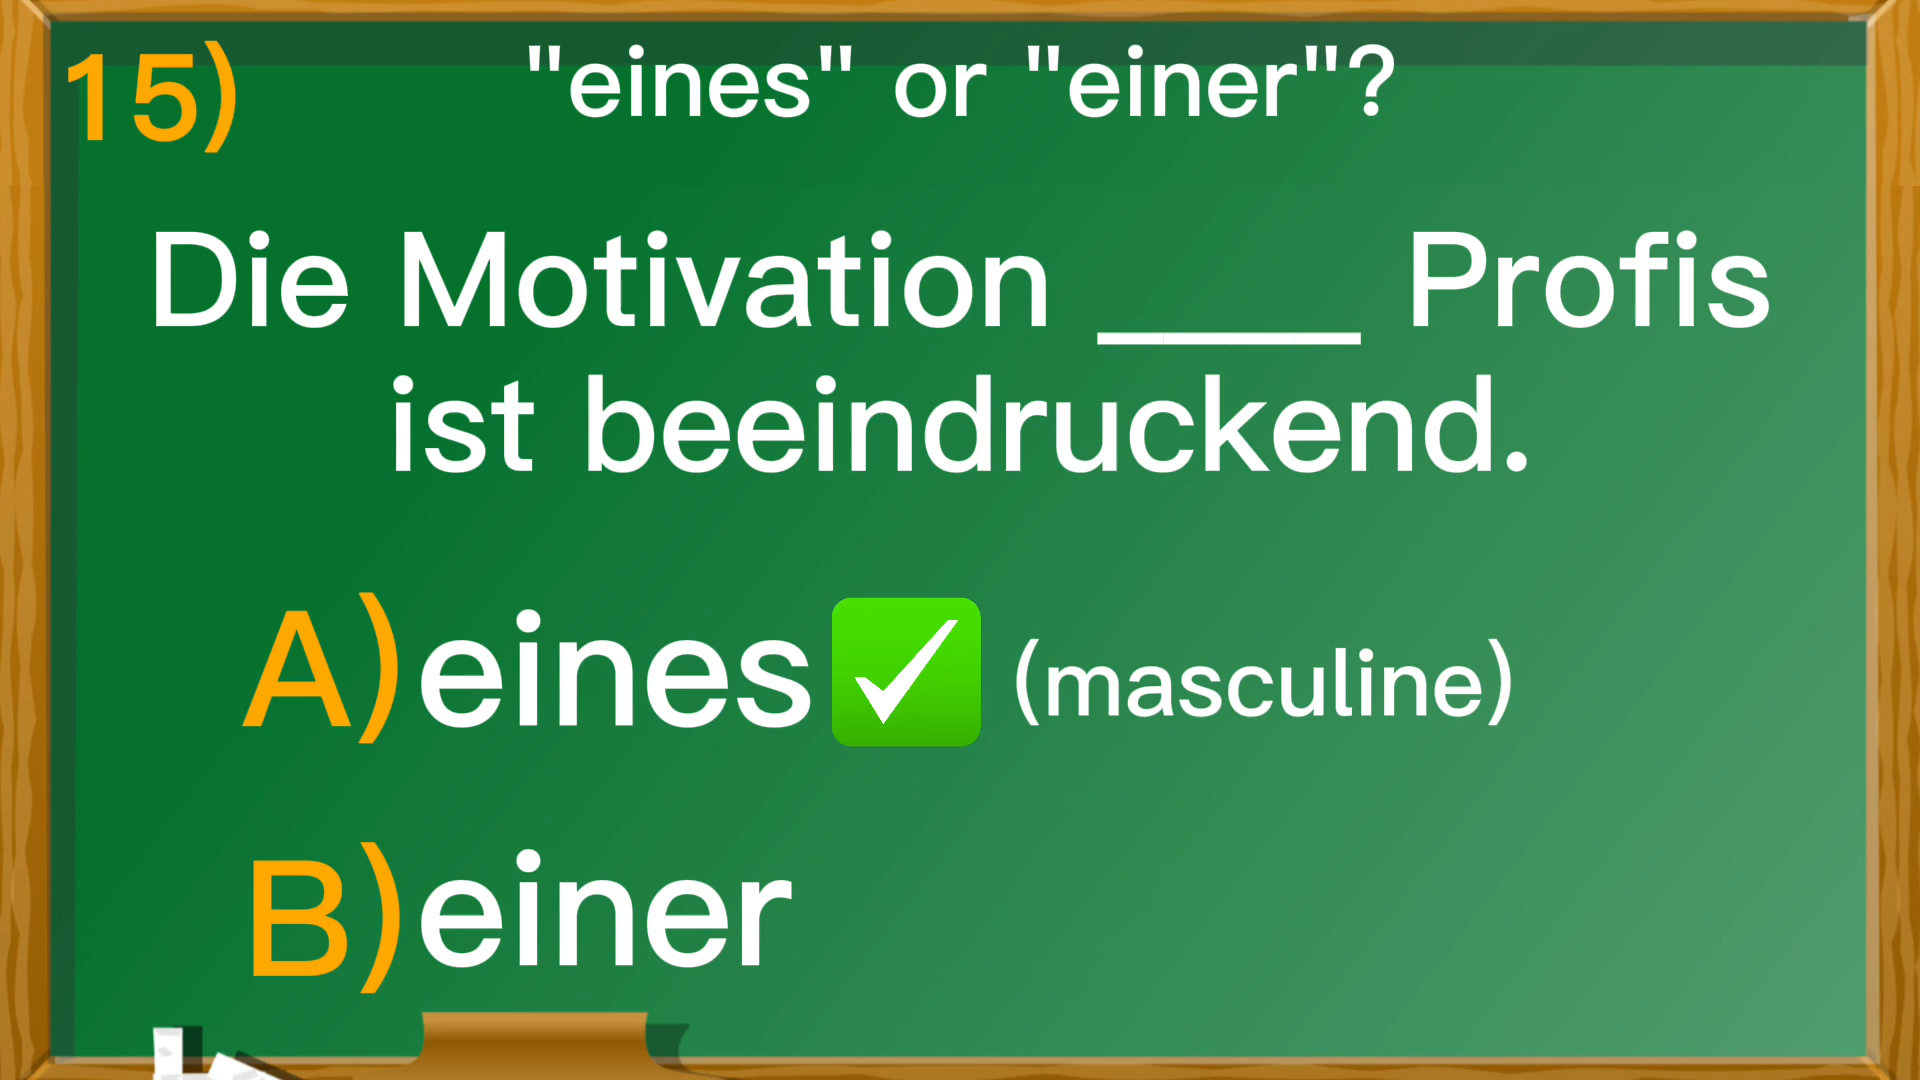 15) "eines" or "einer"?
Die Motivation ____ Profis
ist beeindruckend.
A) eines ✅ (masculine)
B) einer